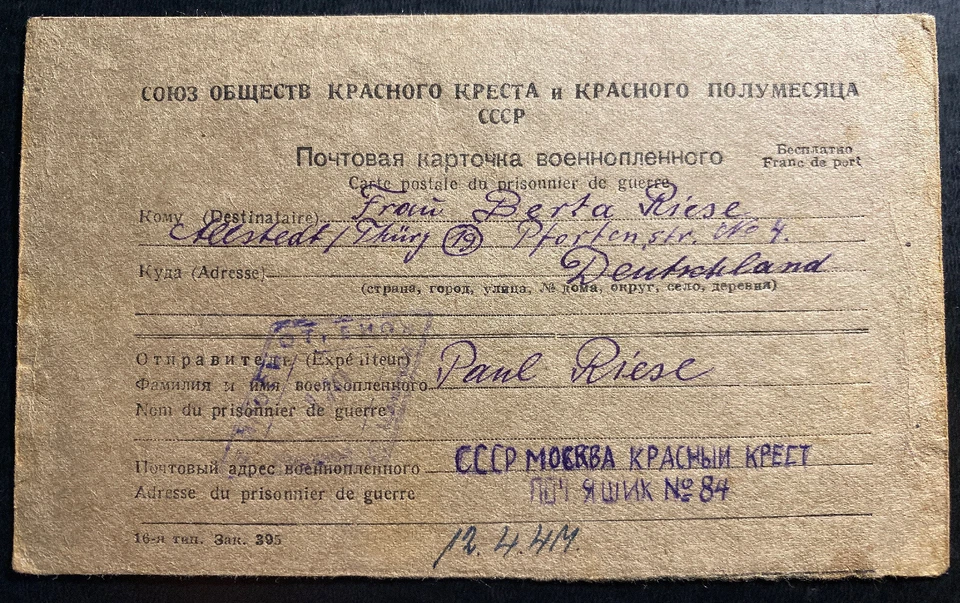 СОЮЗ ОБЩЕСТВ КРАСНОГО КРЕСТА и КРАСНОГО ПОЛУМЕСЯЦА
СССР
Почтовая карточка военнопленного
Бесплатно
Franc de port
Carte postale du prisonnier de guerre
Кому (Destinataire) Frau Berta Riese
Allstedt / Thürg (19) Pfortenstr. No 4.
Куда (Adresse) Deutschland
(страна, город, улица, № дома, округ, село, деревня)
Отправитель (Expéditeur)
Фамилия и имя военнопленного Paul Riese
Nom du prisonnier de guerre
Почтовый адрес военнопленного СССР МОСКВА КРАСНЫЙ КРЕСТ
Adresse du prisonnier de guerre ПОЧ ЯШИК № 84
16-я тип. Зак. 395
12.4.47.